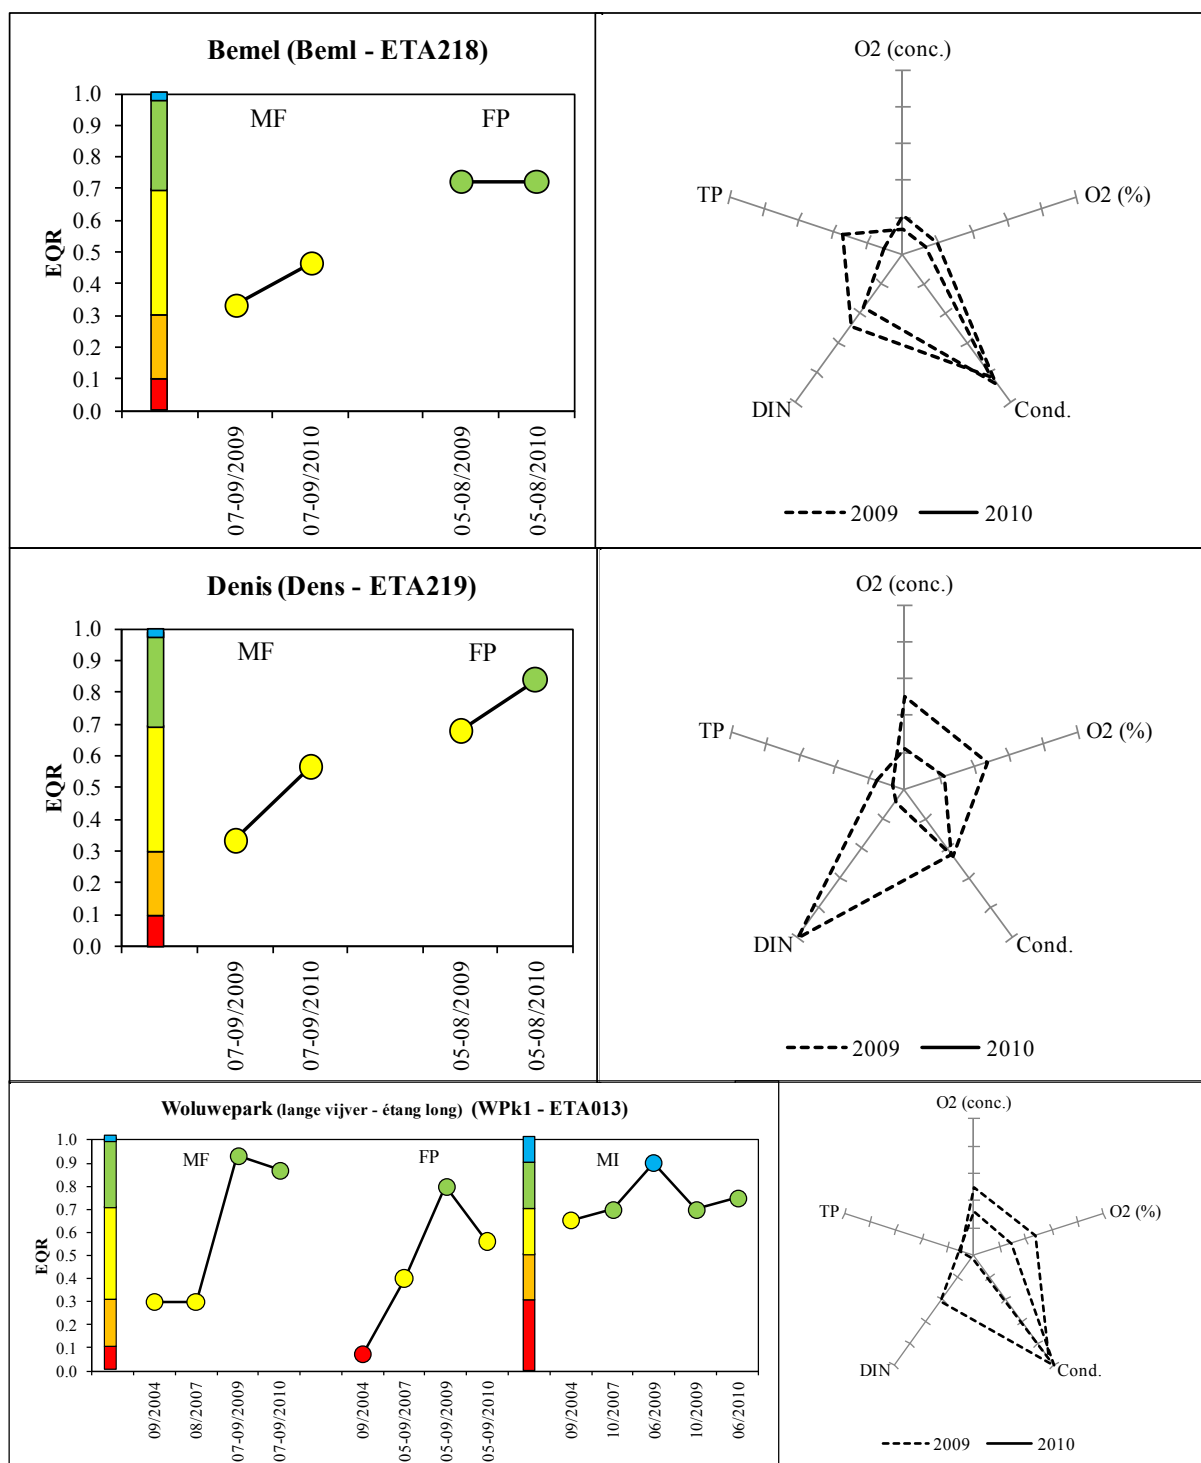 Bemel (Beml - ETA218)
EQR
1.0
0.9
0.8
0.7
0.6
0.5
0.4
0.3
0.2
0.1
0.0
MF
FP
07-09/2009
07-09/2010
05-08/2009
05-08/2010
O2 (conc.)
O2 (%)
Cond.
DIN
TP
2009
2010
Denis (Dens - ETA219)
EQR
1.0
0.9
0.8
0.7
0.6
0.5
0.4
0.3
0.2
0.1
0.0
MF
FP
07-09/2009
07-09/2010
05-08/2009
05-08/2010
O2 (conc.)
O2 (%)
Cond.
DIN
TP
2009
2010
Woluwepark (lange vijver - étang long) (WPk1 - ETA013)
EQR
1.0
0.9
0.8
0.7
0.6
0.5
0.4
0.3
0.2
0.1
0.0
MF
FP
MI
09/2004
08/2007
07-09/2009
07-09/2010
09/2004
05-09/2007
05-09/2009
05-09/2010
09/2004
10/2007
06/2009
10/2009
06/2010
O2 (conc.)
O2 (%)
Cond.
DIN
TP
2009
2010